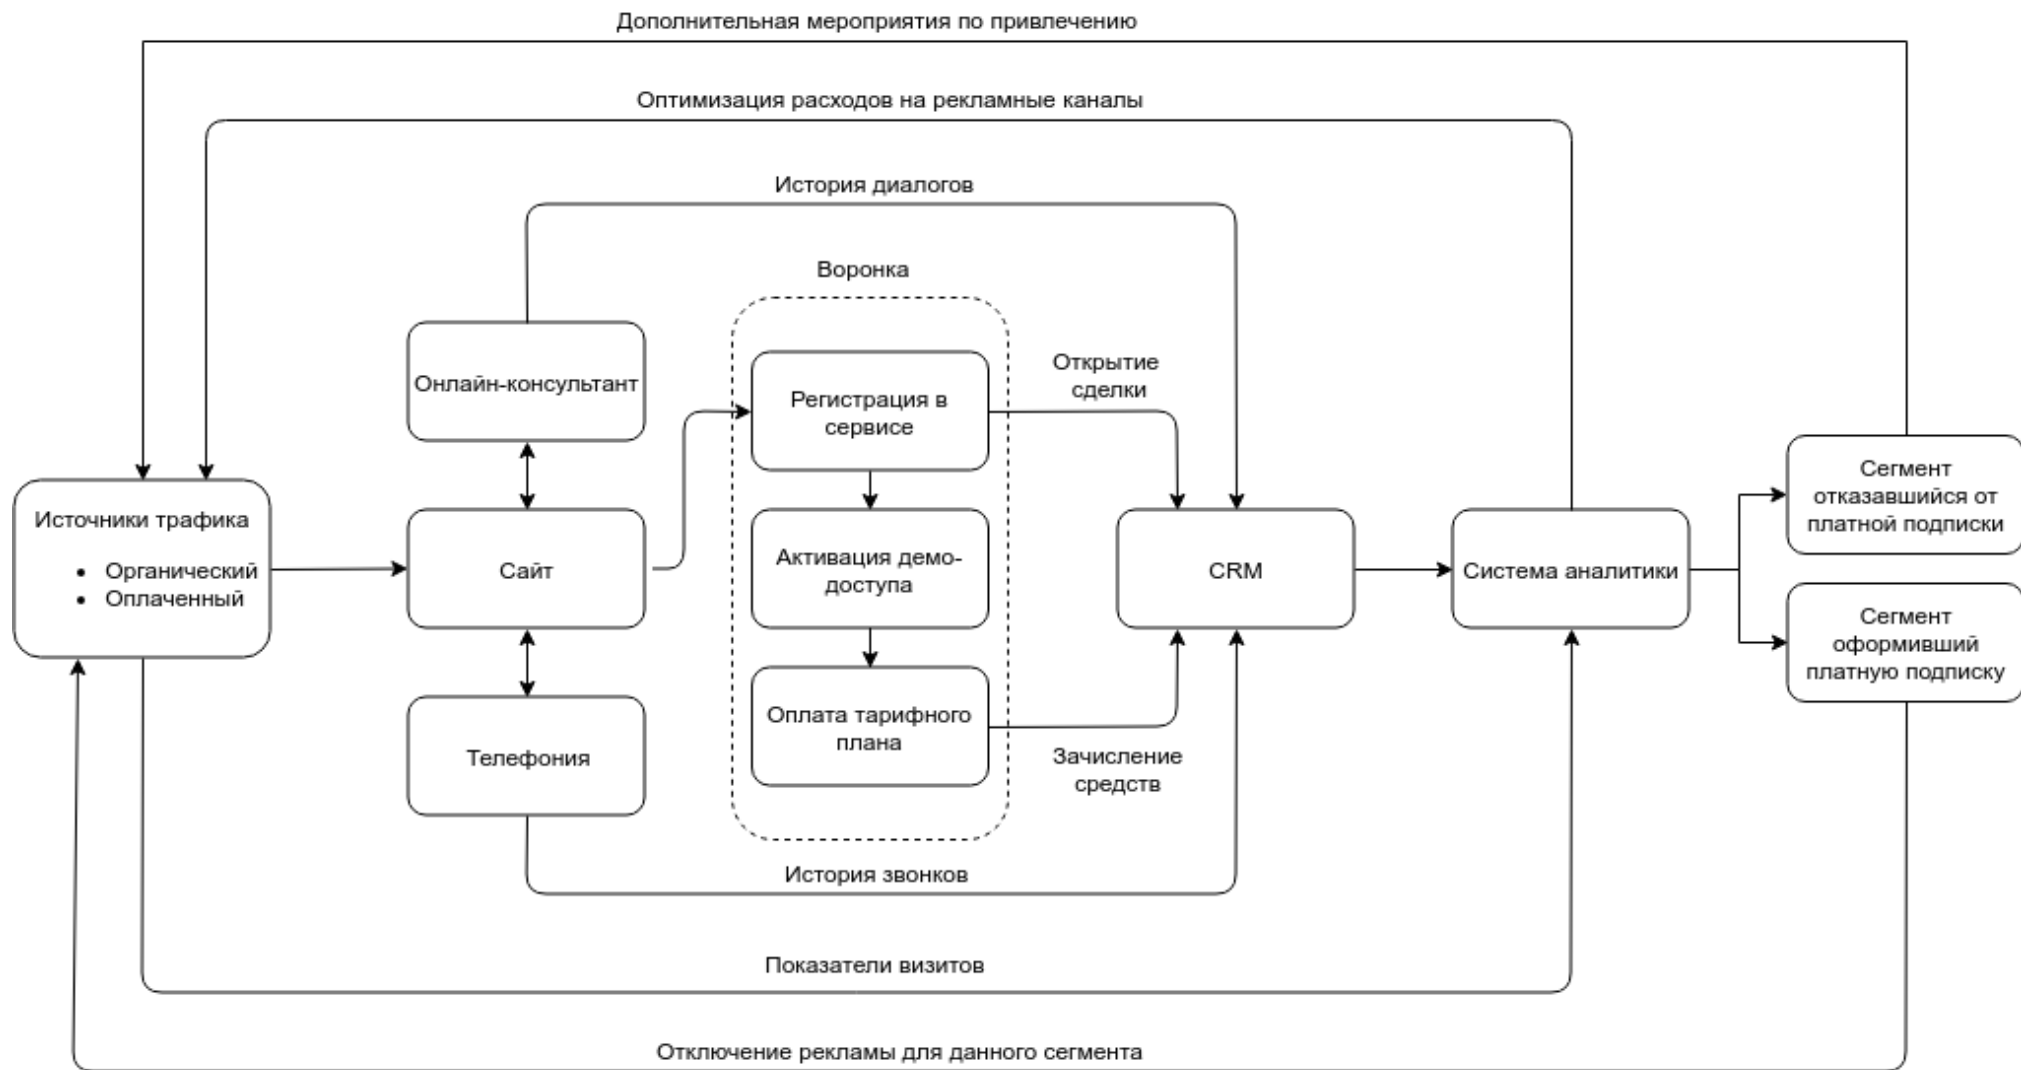 Дополнительная мероприятия по привлечению
Оптимизация расходов на рекламные каналы
История диалогов
Воронка
Онлайн-консультант
Регистрация в
сервисе
Открытие
сделки
Источники трафика
• Органический
• Оплаченный
Сайт
Активация демо-
доступа
CRM
Система аналитики
Сегмент
отказавшийся от
платной подписки
Сегмент
оформивший
платную подписку
Телефония
Оплата тарифного
плана
Зачисление
средств
История звонков
Показатели визитов
Отключение рекламы для данного сегмента